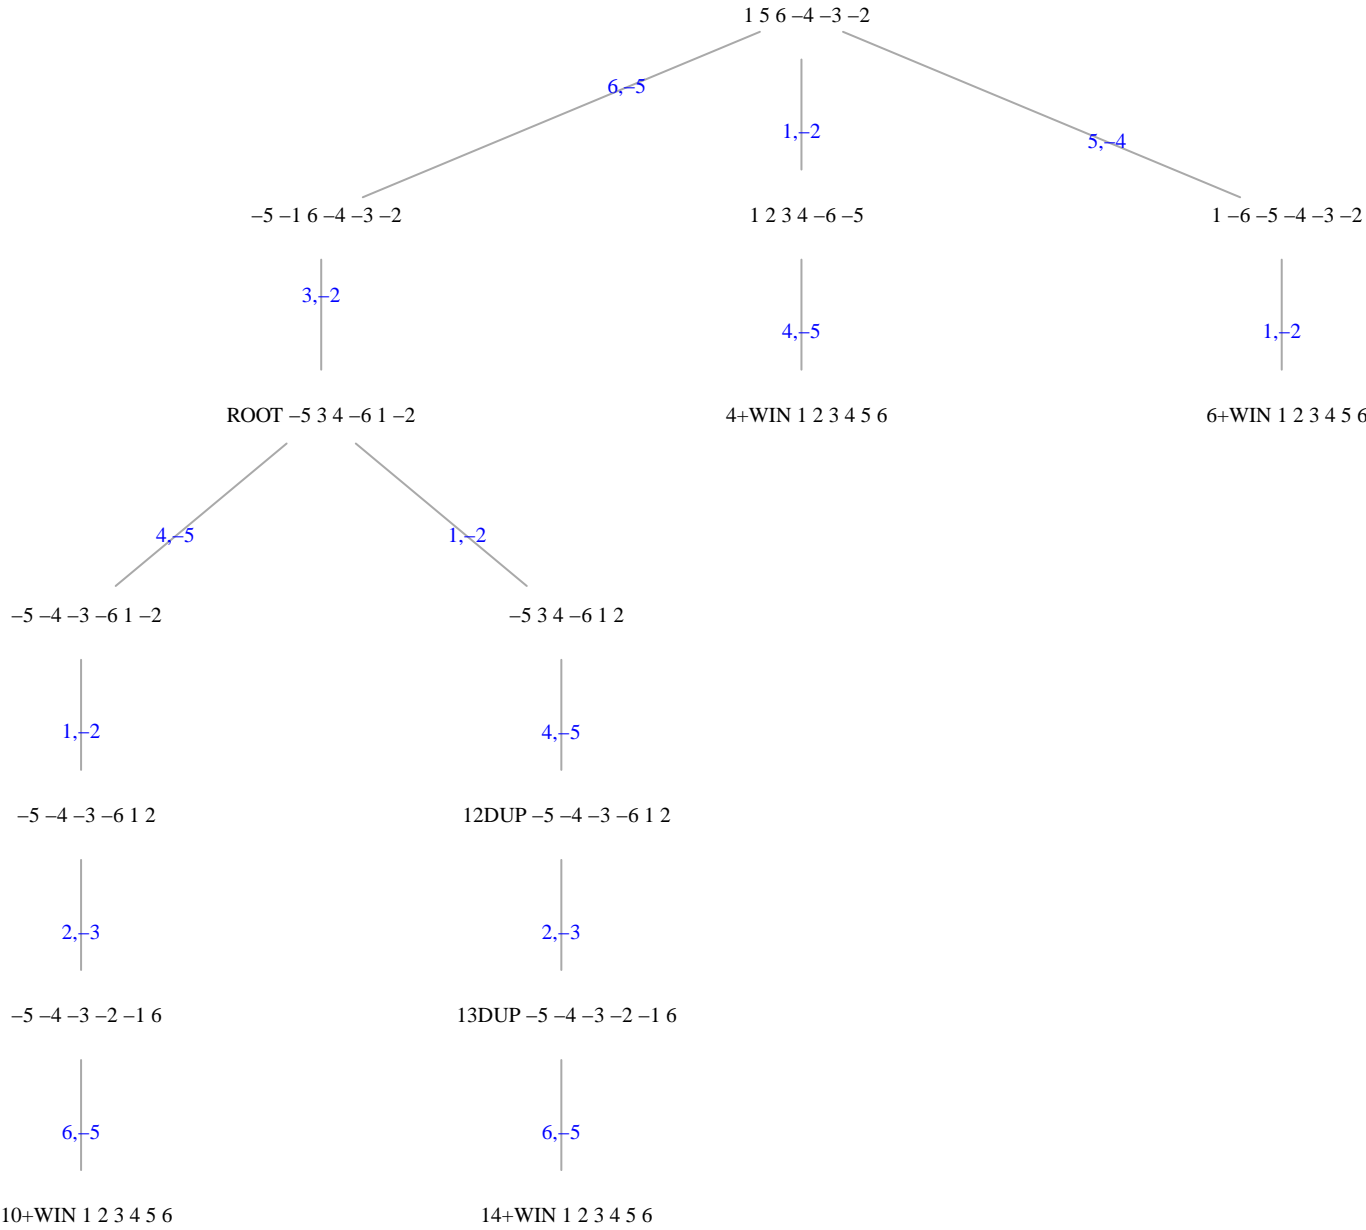 1 5 6 –4 –3 –2
6,–5
1,–2
5,–4
–5 –1 6 –4 –3 –2
1 2 3 4 –6 –5
1 –6 –5 –4 –3 –2
3,–2
4,–5
1,–2
ROOT –5 3 4 –6 1 –2
4+WIN 1 2 3 4 5 6
6+WIN 1 2 3 4 5 6
4,–5
1,–2
–5 –4 –3 –6 1 –2
–5 3 4 –6 1 2
1,–2
4,–5
–5 –4 –3 –6 1 2
12DUP –5 –4 –3 –6 1 2
2,–3
2,–3
–5 –4 –3 –2 –1 6
13DUP –5 –4 –3 –2 –1 6
6,–5
6,–5
10+WIN 1 2 3 4 5 6
14+WIN 1 2 3 4 5 6